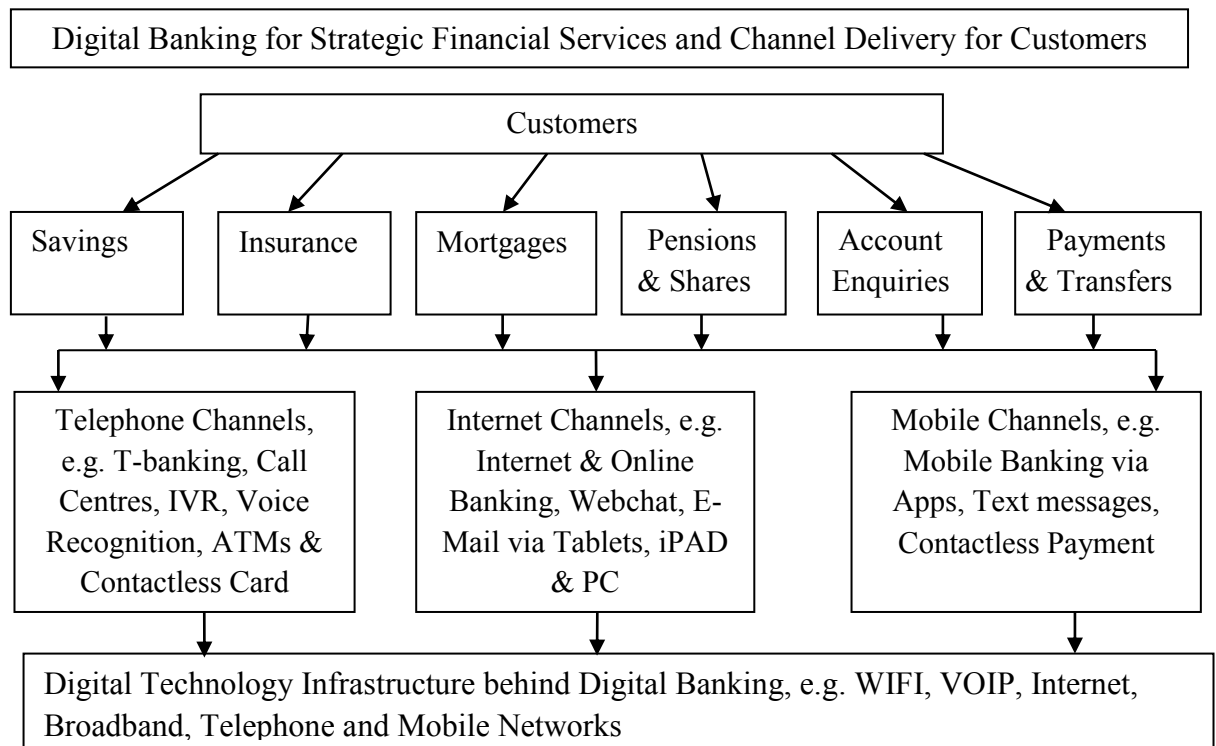 Digital Banking for Strategic Financial Services and Channel Delivery for Customers
Customers
Savings
Insurance
Mortgages
Pensions
& Shares
Account
Enquiries
Payments
& Transfers
Telephone Channels,
e.g. T-banking, Call
Centres, IVR, Voice
Recognition, ATMs &
Contactless Card
Internet Channels, e.g.
Internet & Online
Banking, Webchat, E-
Mail via Tablets, iPAD
& PC
Mobile Channels, e.g.
Mobile Banking via
Apps, Text messages,
Contactless Payment
Digital Technology Infrastructure behind Digital Banking, e.g. WIFI, VOIP, Internet,
Broadband, Telephone and Mobile Networks